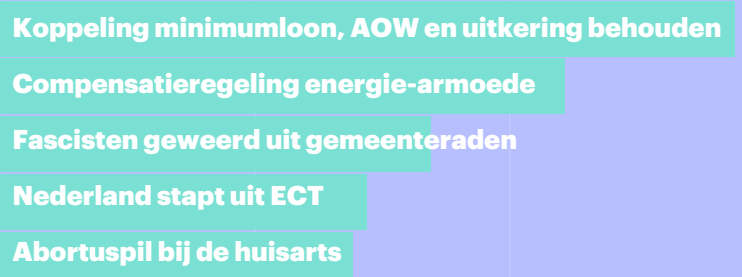 Koppeling minimumloon, AOW en uitkering behouden
Compensatieregeling energie-armoede
Fascisten geweerd uit gemeenteraden
Nederland stapt uit ECT
Abortuspil bij de huisarts